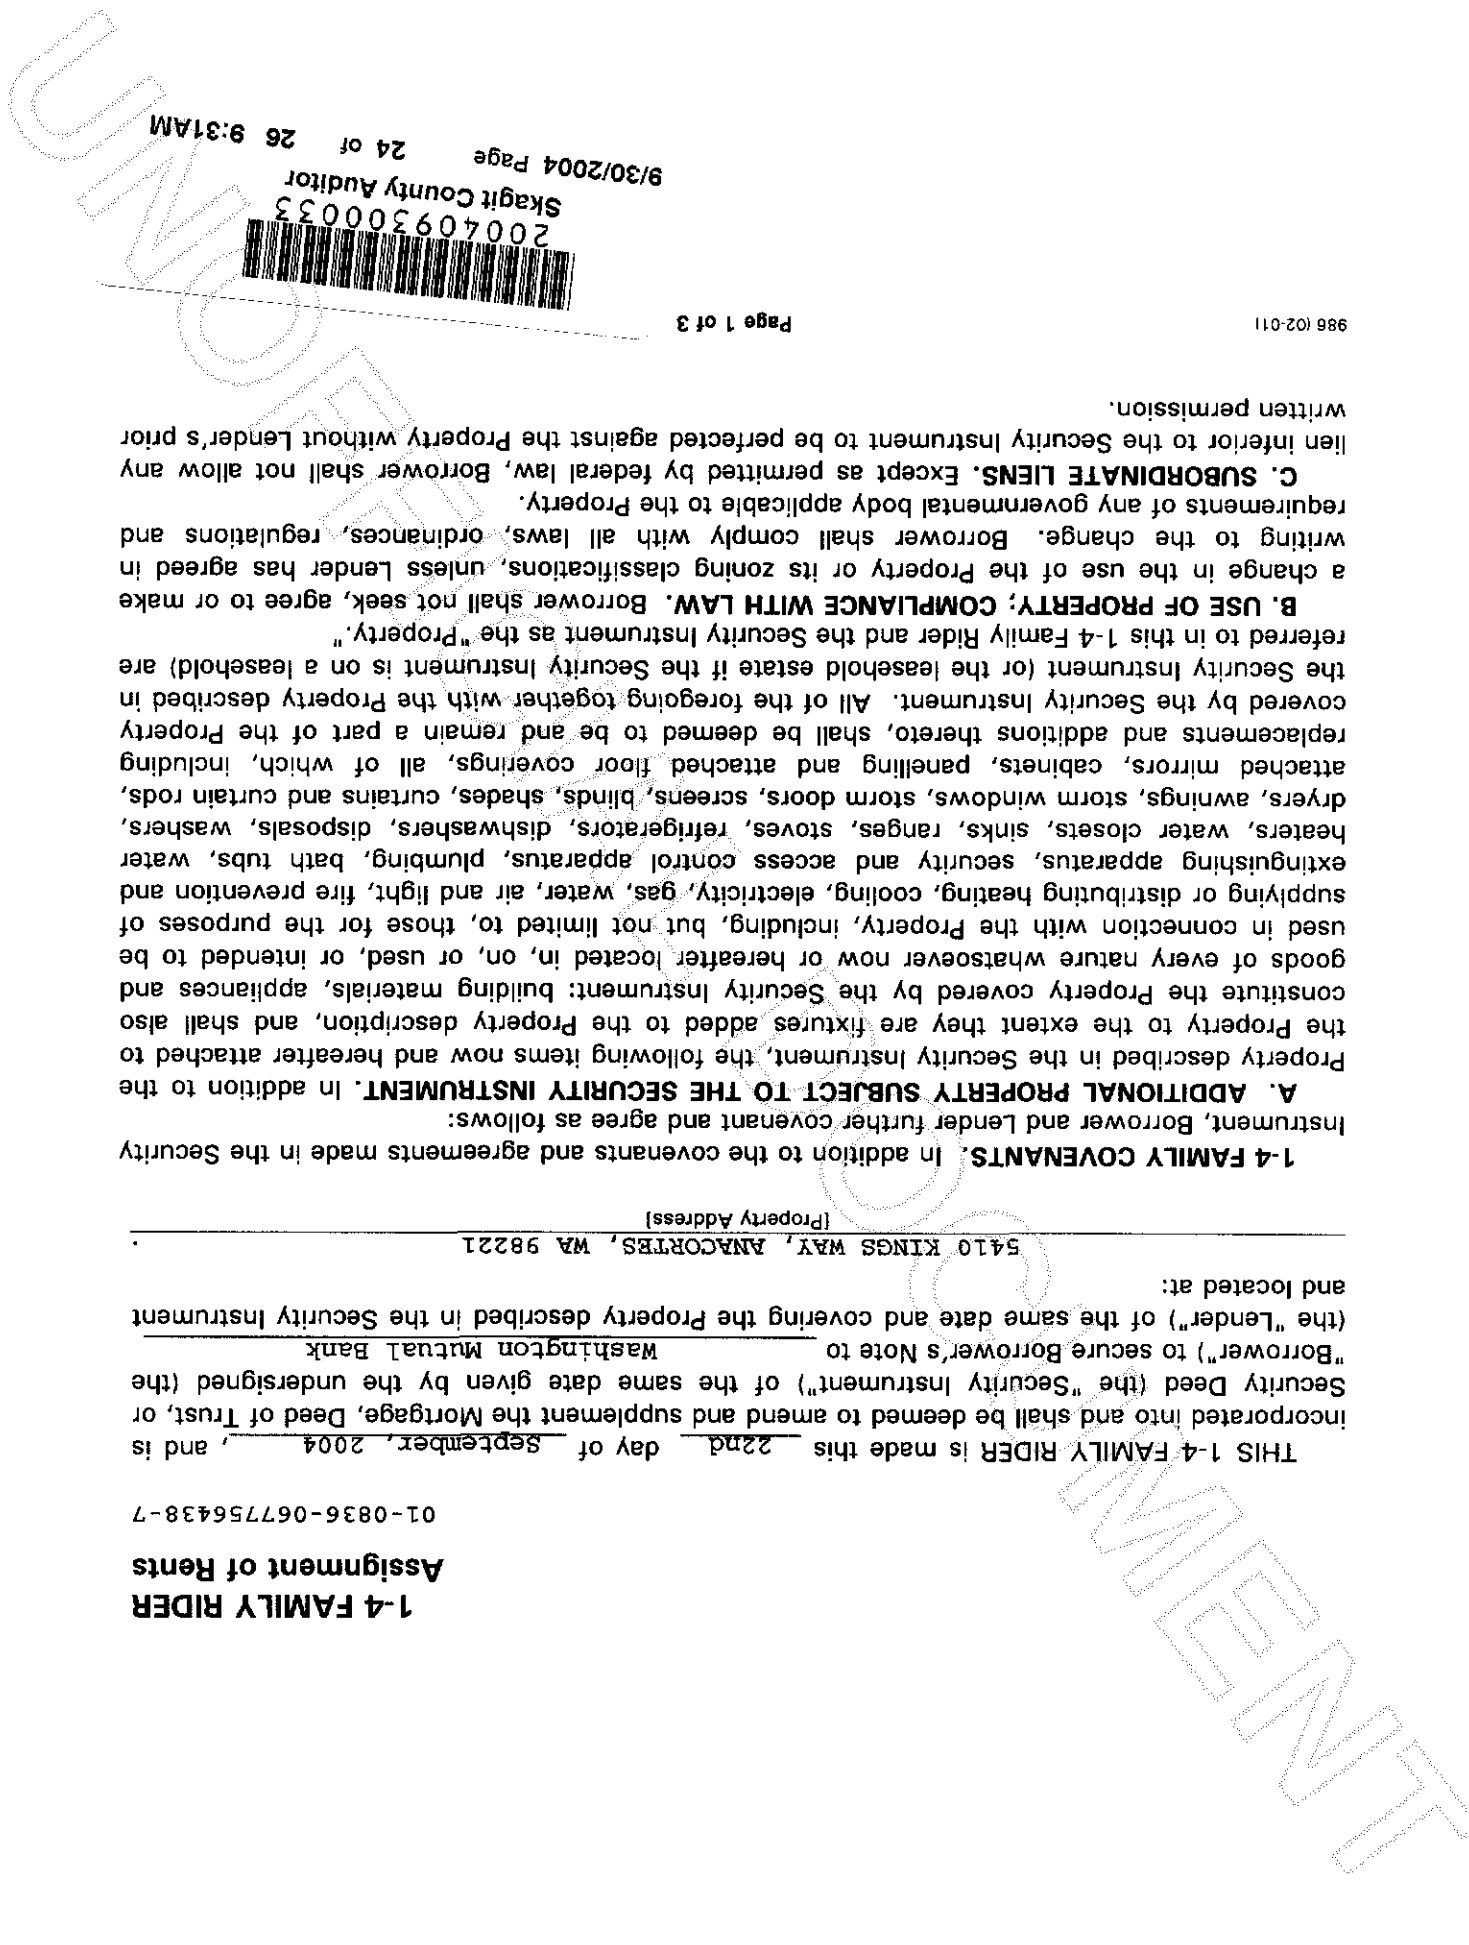 1-4 FAMILY RIDER
Assignment of Rents
01-0836-067756438-7
THIS 1-4 FAMILY RIDER is made this 22nd day of September, 2004 , and is
incorporated into and shall be deemed to amend and supplement the Mortgage, Deed of Trust, or
Security Deed (the "Security Instrument") of the same date given by the undersigned (the
"Borrower") to secure Borrower's Note to Washington Mutual Bank
(the "Lender") of the same date and covering the Property described in the Security Instrument
and located at:
5410 KINGS WAY, ANACORTES, WA 98221 .
[Property Address]
1-4 FAMILY COVENANTS. In addition to the covenants and agreements made in the Security
Instrument, Borrower and Lender further covenant and agree as follows:
A. ADDITIONAL PROPERTY SUBJECT TO THE SECURITY INSTRUMENT. In addition to the
Property described in the Security Instrument, the following items now and hereafter attached to
the Property to the extent they are fixtures added to the Property description, and shall also
constitute the Property covered by the Security Instrument: building materials, appliances and
goods of every nature whatsoever now or hereafter located in, on, or used, or intended to be
used in connection with the Property, including, but not limited to, those for the purposes of
supplying or distributing heating, cooling, electricity, gas, water, air and light, fire prevention and
extinguishing apparatus, security and access control apparatus, plumbing, bath tubs, water
heaters, water closets, sinks, ranges, stoves, refrigerators, dishwashers, disposals, washers,
dryers, awnings, storm windows, storm doors, screens, blinds, shades, curtains and curtain rods,
attached mirrors, cabinets, panelling and attached floor coverings, all of which, including
replacements and additions thereto, shall be deemed to be and remain a part of the Property
covered by the Security Instrument. All of the foregoing together with the Property described in
the Security Instrument (or the leasehold estate if the Security Instrument is on a leasehold) are
referred to in this 1-4 Family Rider and the Security Instrument as the "Property."
B. USE OF PROPERTY; COMPLIANCE WITH LAW. Borrower shall not seek, agree to or make
a change in the use of the Property or its zoning classifications, unless Lender has agreed in
writing to the change. Borrower shall comply with all laws, ordinances, regulations and
requirements of any governmental body applicable to the Property.
C. SUBORDINATE LIENS. Except as permitted by federal law, Borrower shall not allow any
lien inferior to the Security Instrument to be perfected against the Property without Lender's prior
written permission.
986 (02-01)
Page 1 of 3
200409300033
Skagit County Auditor
9/30/2004 Page 24 of 26 9:31AM
UNOFFICIAL DOCUMENT